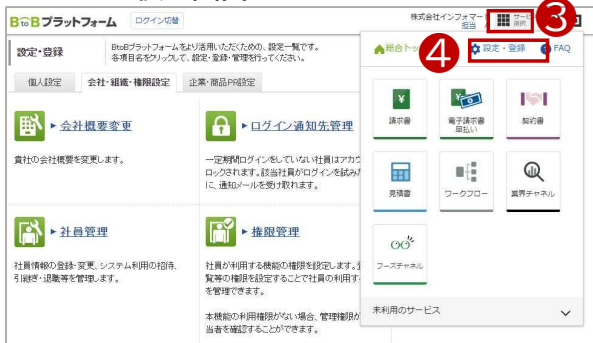 BtoBプラットフォーム ログイン切替
株式会社インフォマート
担当
サービス
選択
3
設定・登録
BtoBプラットフォームをより活用いただくための、設定一覧です。
各項目名をクリックして、設定・登録・管理を行ってください。
総合トップ
4
設定・登録
FAQ
個人設定 会社・組織・権限設定 企業・商品PR設定
会社概要変更
貴社の会社概要を変更します。
ログイン通知先管理
一定期間ログインをしていない社員はアカウ
ロックされます。該当社員がログインを試みた
に、通知メールを受け取れます。
社員管理
社員情報の登録・変更、システム利用の招待、
引継ぎ・退職等を管理します。
権限管理
社員が利用する機能の権限を設定します。
覧等の権限を設定することで社員の利用す
を管理できます。
本機能の利用権限がない場合、管理権限が
当者を確認することができます。
請求書
電子請求書
早払い
契約書
見積書
ワークフロー
業界チャネル
フーズチャネル
未利用のサービス